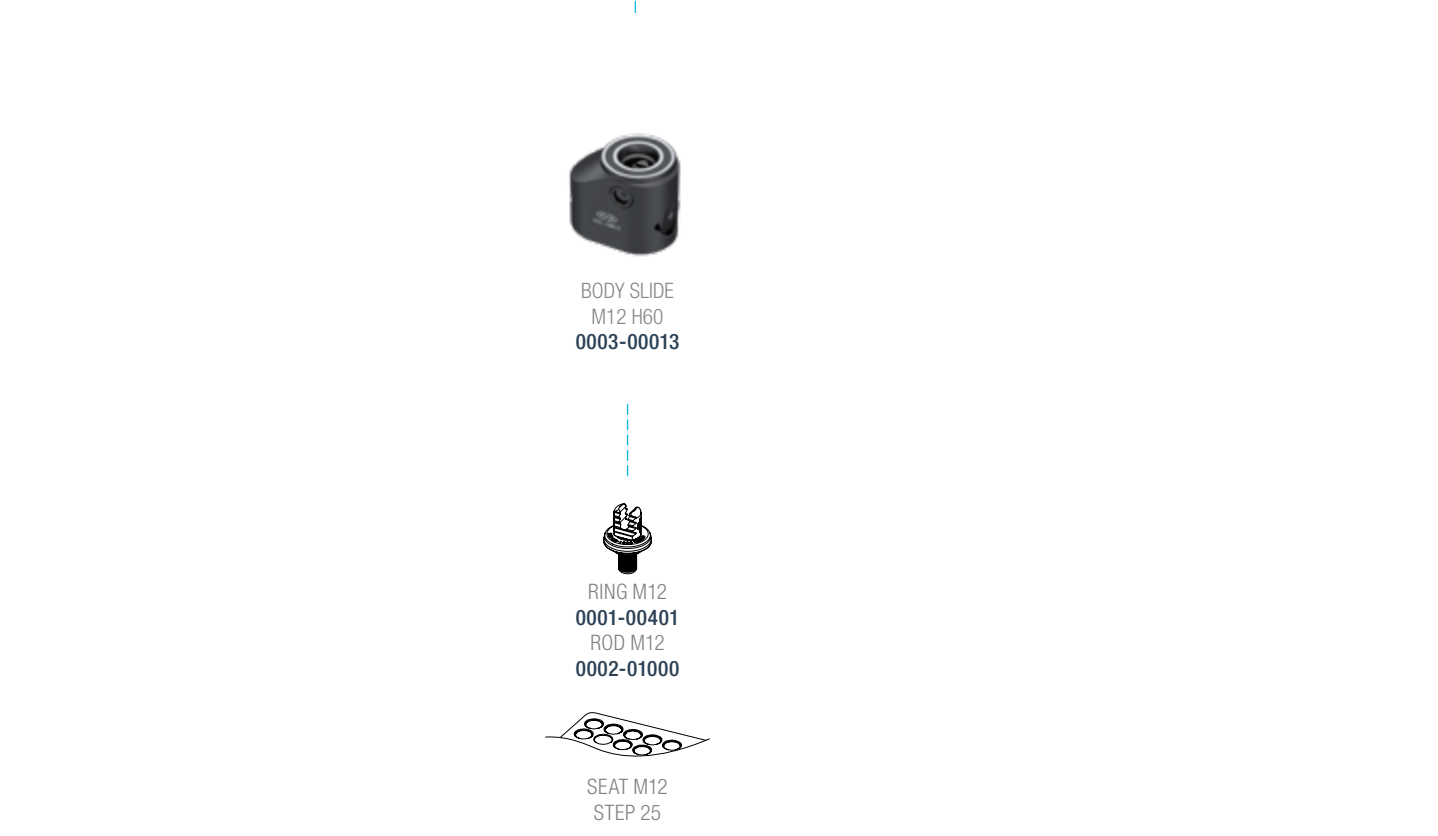 BODY SLIDE
M12 H60
0003-00013
RING M12
0001-00401
ROD M12
0002-01000
SEAT M12
STEP 25